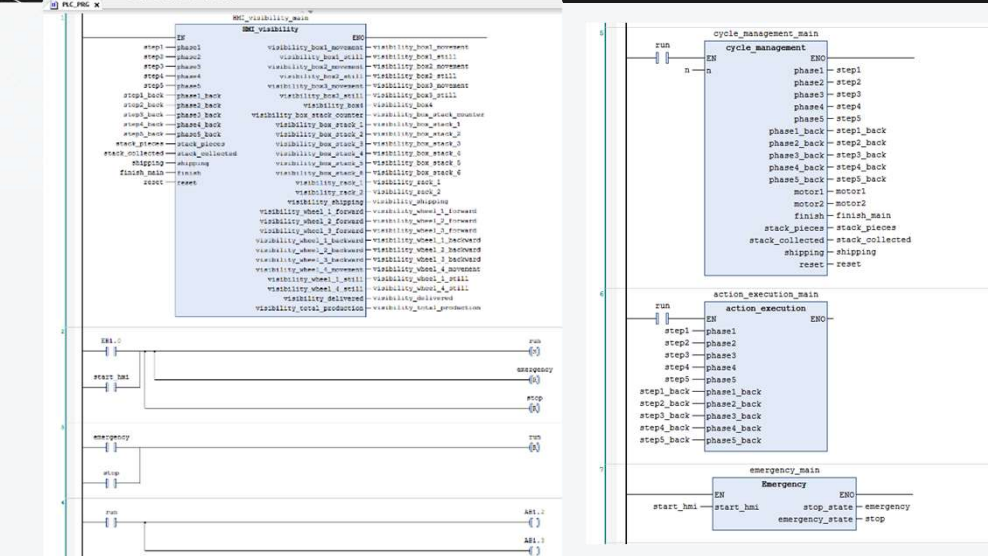 PLC_PRG
1
HMI_visibility_main
HMI_visibility
EN ENO
step1 phase1 visibility_box1_movement visibility_box1_movement
step2 phase2 visibility_box1_still visibility_box1_still
step3 phase3 visibility_box2_movement visibility_box2_movement
step4 phase4 visibility_box2_still visibility_box2_still
step5 phase5 visibility_box3_movement visibility_box3_movement
step1_back phase1_back visibility_box3_still visibility_box3_still
step2_back phase2_back visibility_box4 visibility_box4
step3_back phase3_back visibility_box_stack_counter visibility_box_stack_counter
step4_back phase4_back visibility_box_stack_1 visibility_box_stack_1
step5_back phase5_back visibility_box_stack_2 visibility_box_stack_2
stack_pieces stack_pieces visibility_box_stack_3 visibility_box_stack_3
stack_collected stack_collected visibility_box_stack_4 visibility_box_stack_4
shipping shipping visibility_box_stack_5 visibility_box_stack_5
finish_main finish visibility_box_stack_6 visibility_box_stack_6
reset reset visibility_rack_1 visibility_rack_1
visibility_rack_2 visibility_rack_2
visibility_shipping visibility_shipping
visibility_wheel_1_forward visibility_wheel_1_forward
visibility_wheel_2_forward visibility_wheel_2_forward
visibility_wheel_3_forward visibility_wheel_3_forward
visibility_wheel_1_backward visibility_wheel_1_backward
visibility_wheel_2_backward visibility_wheel_2_backward
visibility_wheel_3_backward visibility_wheel_3_backward
visibility_wheel_4_movement visibility_wheel_4_movement
visibility_wheel_1_still visibility_wheel_1_still
visibility_wheel_4_still visibility_wheel_4_still
visibility_delivered visibility_delivered
visibility_total_production visibility_total_production
2
run
start_hmi
emergency
stop
3
emergency run
stop
4
run
5
cycle_management_main
run
cycle_management
EN ENO
n n phase1 step1
phase2 step2
phase3 step3
phase4 step4
phase5 step5
phase1_back step1_back
phase2_back step2_back
phase3_back step3_back
phase4_back step4_back
phase5_back step5_back
motor1 motor1
motor2 motor2
finish finish_main
stack_pieces stack_pieces
stack_collected stack_collected
shipping shipping
reset reset
6
action_execution_main
run
action_execution
EN ENO
step1 phase1
step2 phase2
step3 phase3
step4 phase4
step5 phase5
step1_back phase1_back
step2_back phase2_back
step3_back phase3_back
step4_back phase4_back
step5_back phase5_back
7
emergency_main
Emergency
EN ENO
start_hmi start_hmi stop_state emergency
emergency_state stop